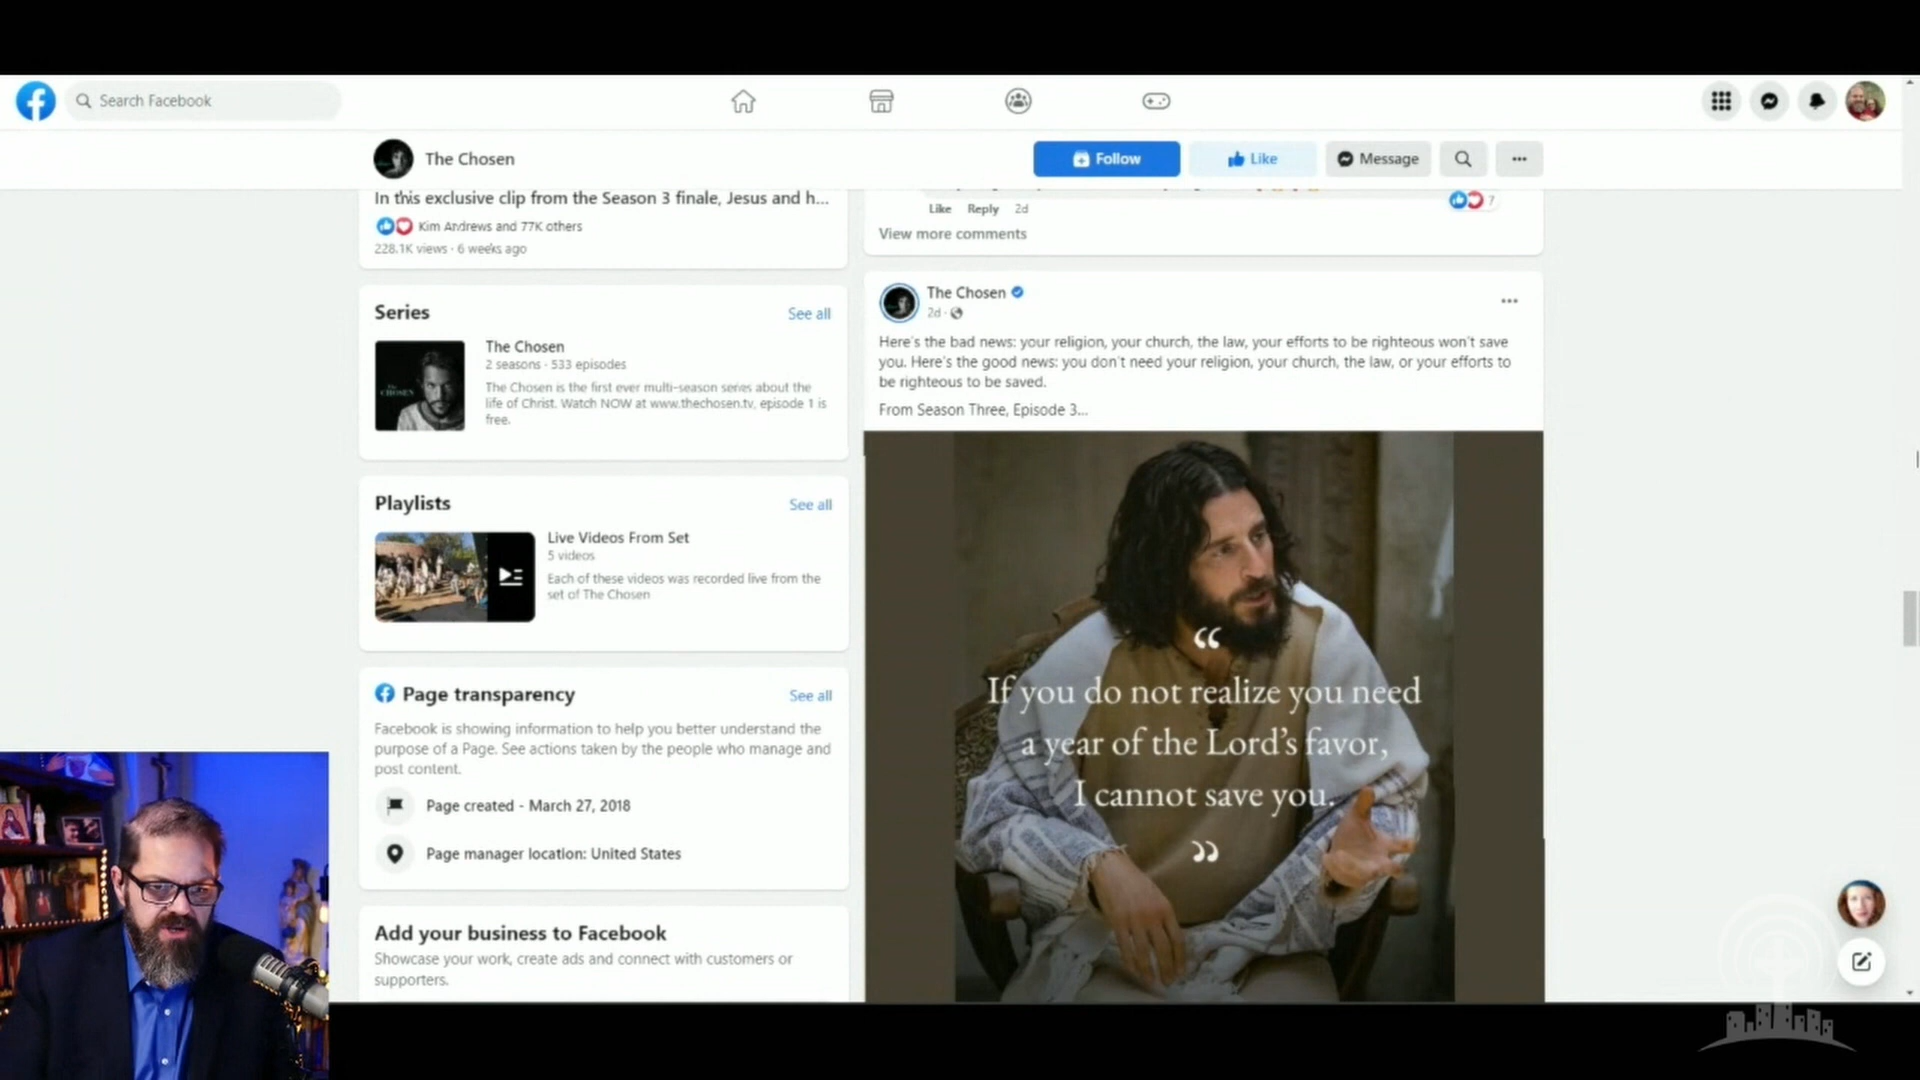 Search Facebook
The Chosen
Follow
Like
Message
In this exclusive clip from the Season 3 finale, Jesus and h...
Kim Andrews and 77K others
228.1K views · 6 weeks ago
Series
See all
The CHOSEN
The Chosen
2 seasons · 533 episodes
The Chosen is the first ever multi-season series about the
life of Christ. Watch NOW at www.thechosen.tv, episode 1 is
free.
Playlists
See all
Live Videos From Set
5 videos
Each of these videos was recorded live from the
set of The Chosen
Page transparency
See all
Facebook is showing information to help you better understand the
purpose of a Page. See actions taken by the people who manage and
post content.
Page created - March 27, 2018
Page manager location: United States
Add your business to Facebook
Showcase your work, create ads and connect with customers or
supporters.
Like Reply 2d
7
View more comments
The Chosen
2d ·
Here's the bad news: your religion, your church, the law, your efforts to be righteous won't save
you. Here's the good news: you don't need your religion, your church, the law, or your efforts to
be righteous to be saved.
From Season Three, Episode 3...
“
If you do not realize you need
a year of the Lord's favor,
I cannot save you.
”